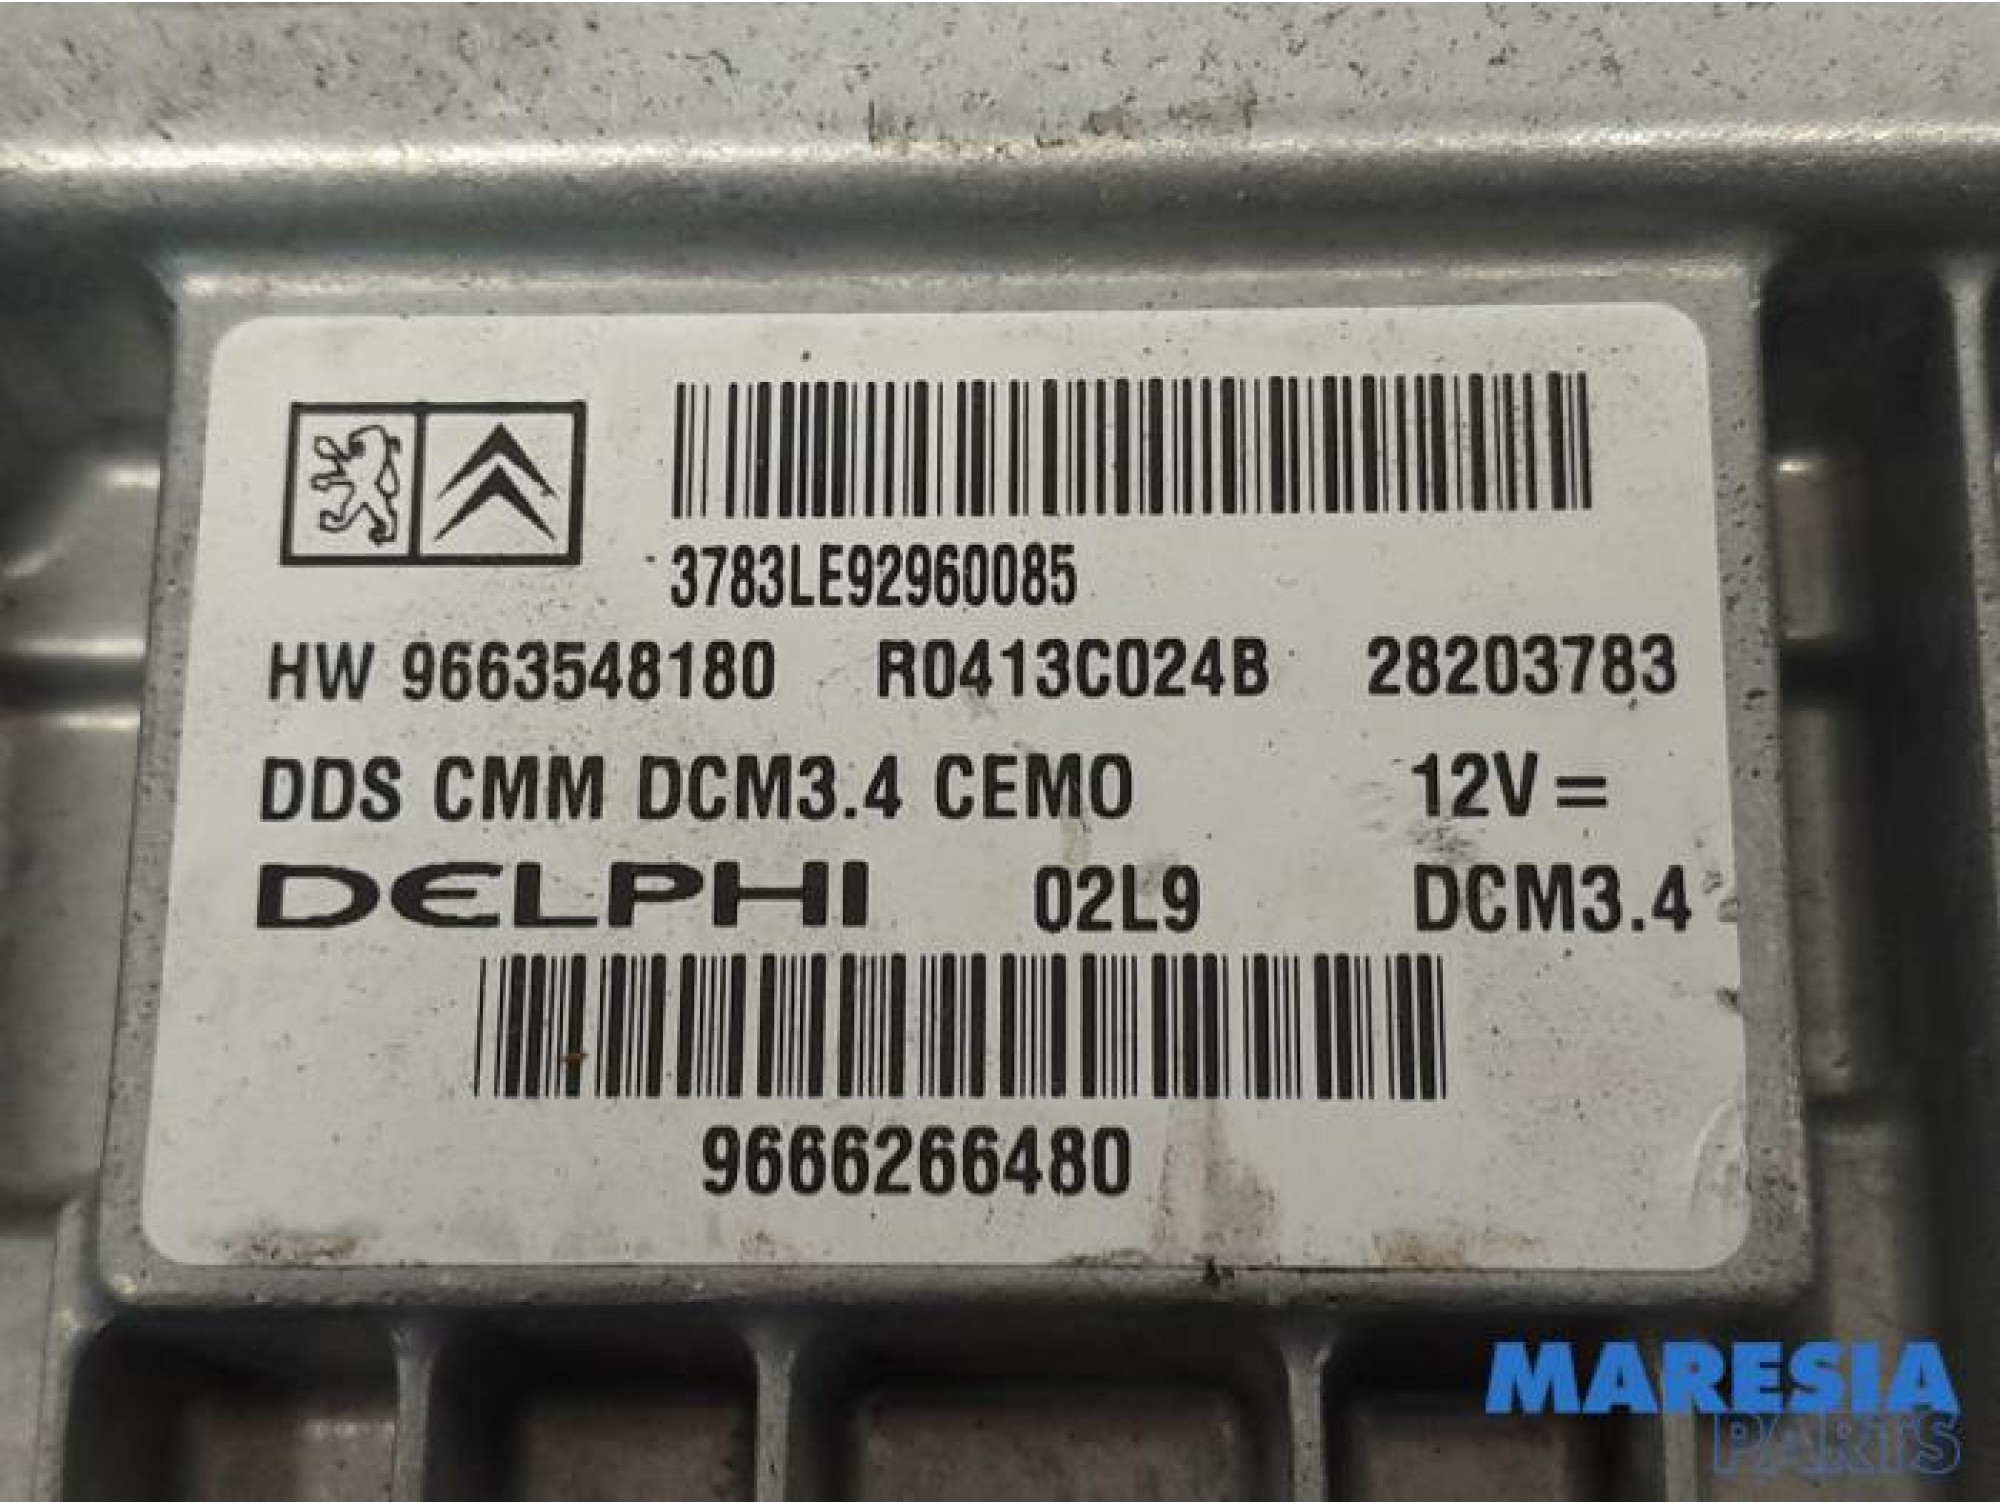 3783LE92960085
HW 9663548180 R0413C024B 28203783
DDS CMM DCM3.4 CEMO 12V=
DELPHI 02L9 DCM3.4
9666266480
MARESIA
PARTS